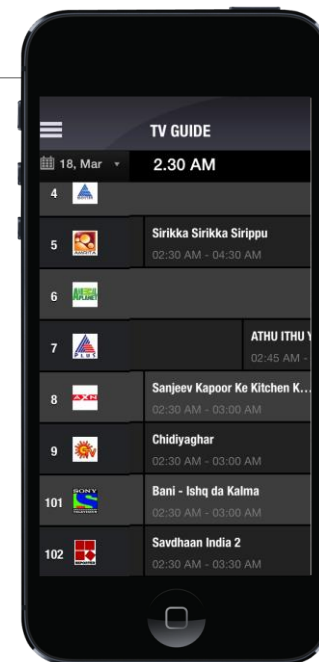 TV GUIDE
18, Mar
2.30 AM
4
5
Sirikka Sirikka Sirippu
02:30 AM - 04:30 AM
6
7
PLUS
ATHU ITHU
02:45 AM -
8
AXN
Sanjeev Kapoor Ke Kitchen K...
02:30 AM - 03:00 AM
9
Chidiyaghar
02:30 AM - 03:00 AM
101
SONY
Bani - Ishq da Kalma
02:30 AM - 03:00 AM
102
Savdhaan India 2
02:30 AM - 03:30 AM